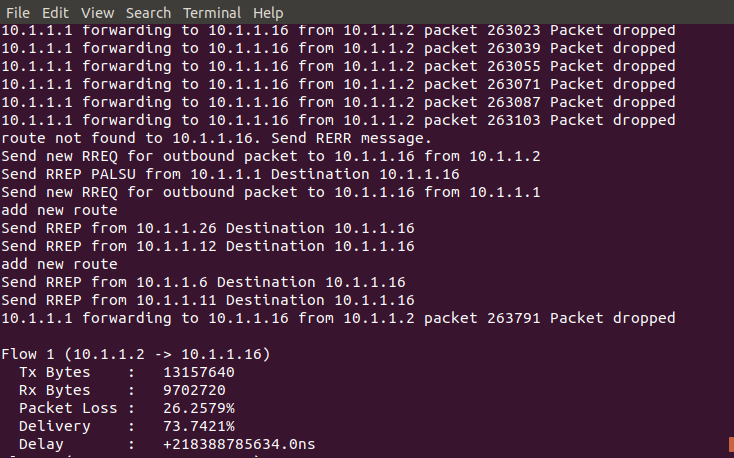 File Edit View Search Terminal Help
10.1.1.1 forwarding to 10.1.1.16 from 10.1.1.2 packet 263023 Packet dropped
10.1.1.1 forwarding to 10.1.1.16 from 10.1.1.2 packet 263039 Packet dropped
10.1.1.1 forwarding to 10.1.1.16 from 10.1.1.2 packet 263055 Packet dropped
10.1.1.1 forwarding to 10.1.1.16 from 10.1.1.2 packet 263071 Packet dropped
10.1.1.1 forwarding to 10.1.1.16 from 10.1.1.2 packet 263087 Packet dropped
10.1.1.1 forwarding to 10.1.1.16 from 10.1.1.2 packet 263103 Packet dropped
route not found to 10.1.1.16. Send RERR message.
Send new RREQ for outbound packet to 10.1.1.16 from 10.1.1.2
Send RREP PALSU from 10.1.1.1 Destination 10.1.1.16
Send new RREQ for outbound packet to 10.1.1.16 from 10.1.1.1
add new route
Send RREP from 10.1.1.26 Destination 10.1.1.16
Send RREP from 10.1.1.12 Destination 10.1.1.16
add new route
Send RREP from 10.1.1.6 Destination 10.1.1.16
Send RREP from 10.1.1.11 Destination 10.1.1.16
10.1.1.1 forwarding to 10.1.1.16 from 10.1.1.2 packet 263791 Packet dropped
Flow 1 (10.1.1.2 -> 10.1.1.16)
Tx Bytes : 13157640
Rx Bytes : 9702720
Packet Loss : 26.2579%
Delivery : 73.7421%
Delay : +218388785634.0ns